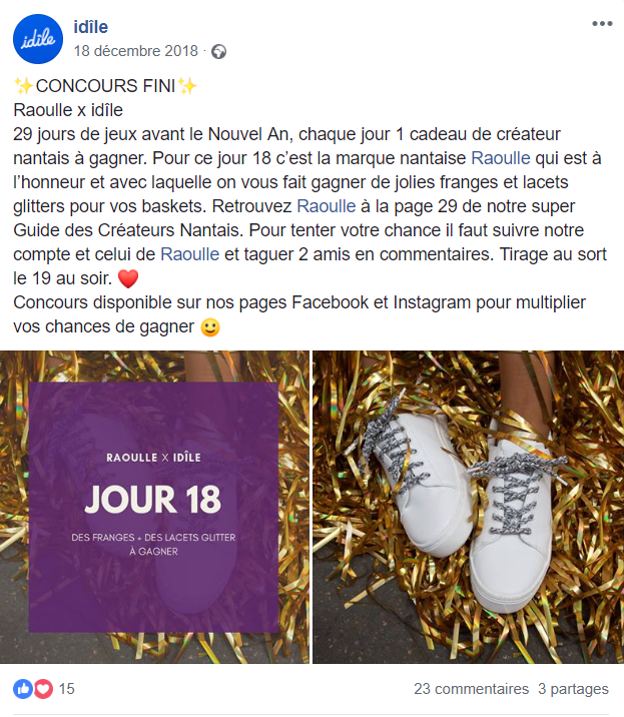 idîle
idîle
18 décembre 2018 ·
✨CONCOURS FINI✨
Raoulle x idîle
29 jours de jeux avant le Nouvel An, chaque jour 1 cadeau de créateur
nantais à gagner. Pour ce jour 18 c’est la marque nantaise Raoulle qui est à
l’honneur et avec laquelle on vous fait gagner de jolies franges et lacets
glitters pour vos baskets. Retrouvez Raoulle à la page 29 de notre super
Guide des Créateurs Nantais. Pour tenter votre chance il faut suivre notre
compte et celui de Raoulle et taguer 2 amis en commentaires. Tirage au sort
le 19 au soir. ❤️
Concours disponible sur nos pages Facebook et Instagram pour multiplier
vos chances de gagner 🙂
RAOULLE X IDÎLE
JOUR 18
DES FRANGES + DES LACETS GLITTER
À GAGNER
15
23 commentaires 3 partages